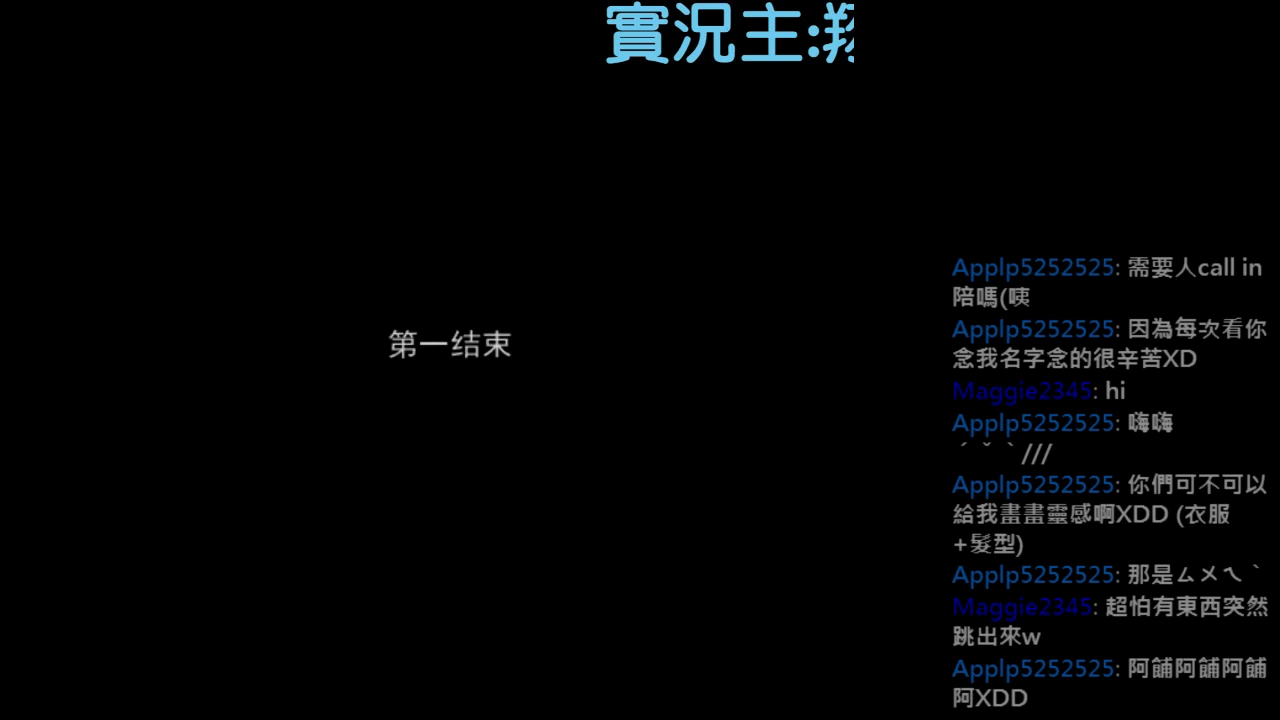 實況主:
第一结束
Applp5252525: 需要人call in
陪嗎(咦
Applp5252525: 因為每次看你
念我名字念的很辛苦XD
Maggie2345: hi
Applp5252525: 嗨嗨
ˊ ˇ ˋ///
Applp5252525: 你們可不可以
給我畫畫靈感啊XDD (衣服
+髮型)
Applp5252525: 那是ㄙㄨㄟˋ
Maggie2345: 超怕有東西突然
跳出來w
Applp5252525: 阿舖阿舖阿舖
阿XDD